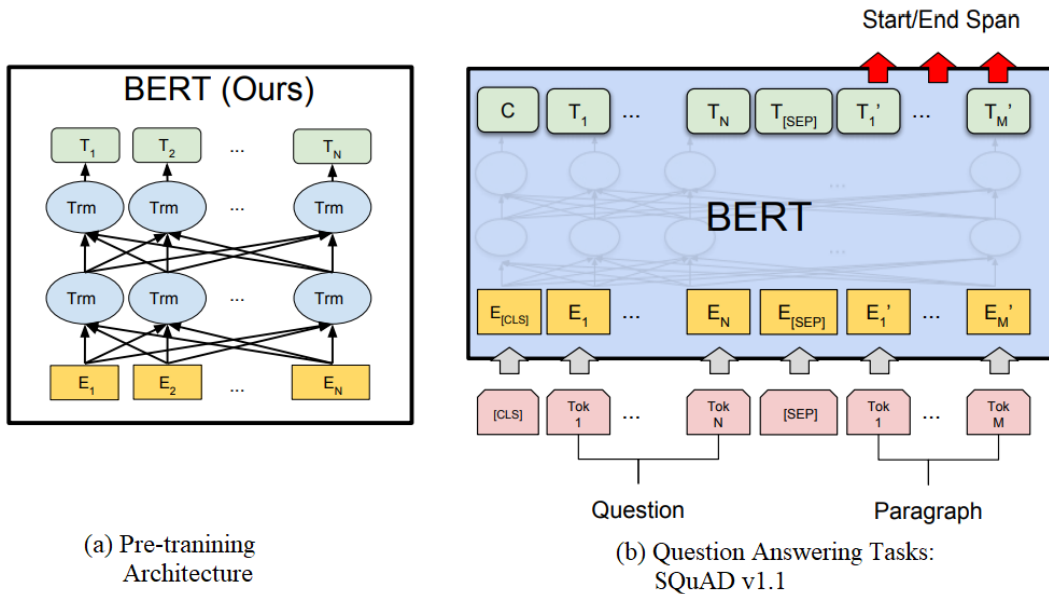 BERT (Ours)
T1 T2 ... TN
Trm Trm ... Trm
Trm Trm ... Trm
E1 E2 ... EN
(a) Pre-tranining
Architecture
Start/End Span
C T1 ... TN T[SEP] T1' ... TM'
...
BERT
...
E[CLS] E1 ... EN E[SEP] E1' ... EM'
[CLS] Tok 1 ... Tok N [SEP] Tok 1 ... Tok M
Question Paragraph
(b) Question Answering Tasks:
SQuAD v1.1